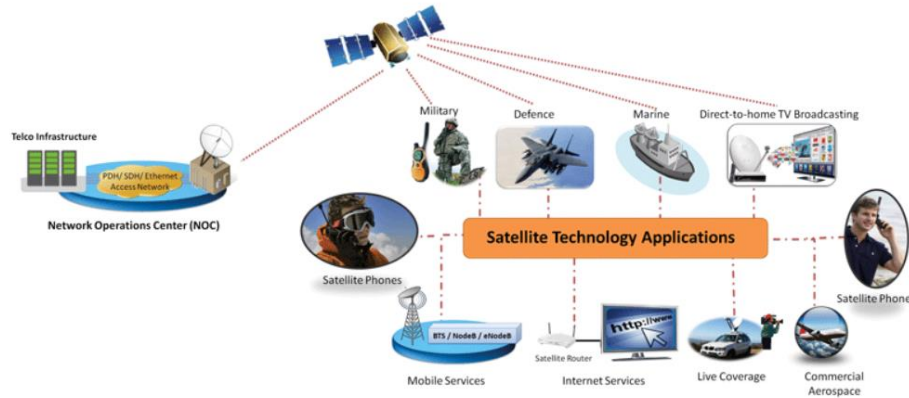 Military
Defence
Marine
Direct-to-home TV Broadcasting
Telco Infrastructure
PDH/ SDH/ Ethernet
Access Network
Network Operations Center (NOC)
Satellite Technology Applications
Satellite Phones
Satellite Phone
BTS / NodeB / eNodeB
http://www
Satellite Router
Mobile Services
Internet Services
Live Coverage
Commercial
Aerospace